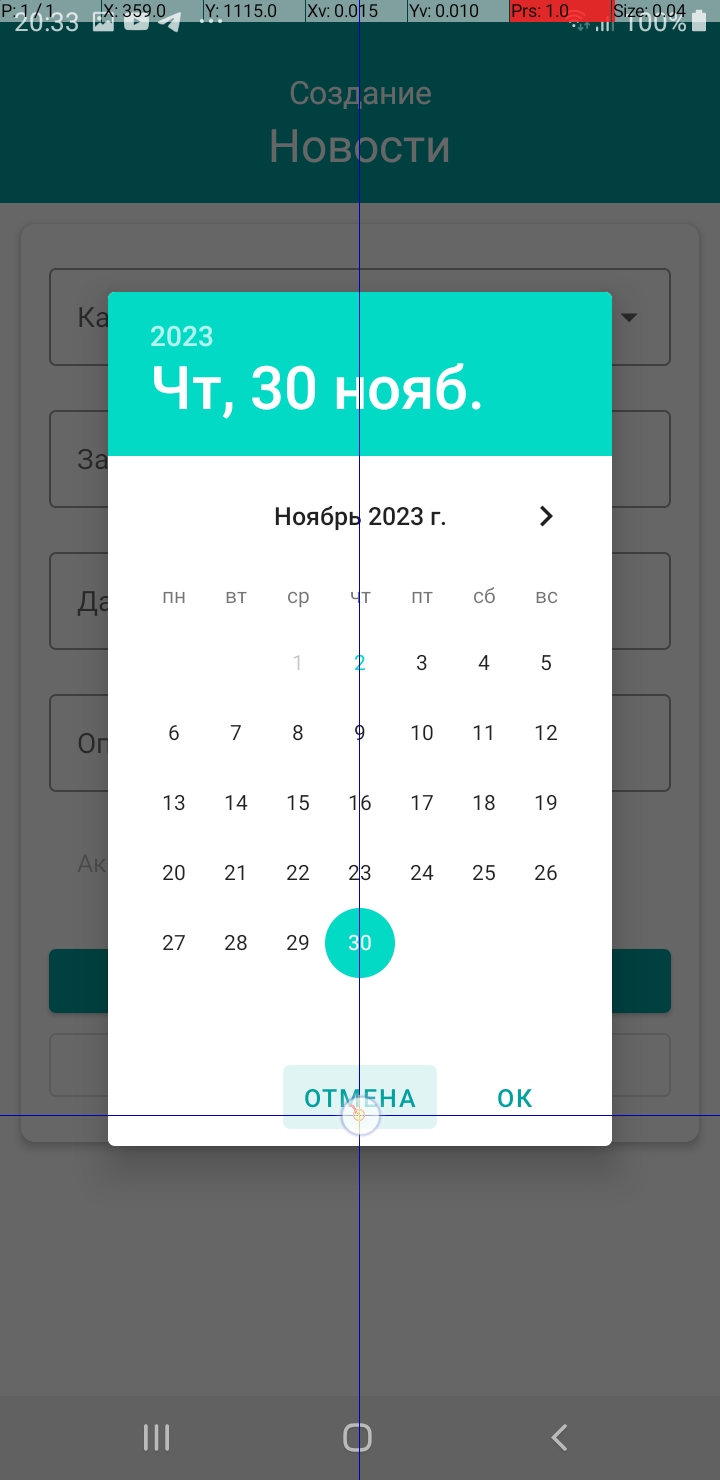 P: 1 / 1 X: 359.0 Y: 1115.0 Xv: 0.015 Yv: 0.010 Prs: 1.0 Size: 0.04
20:33 100%
Создание
Новости
Ка
За
Да
Оп
Ак
2023
Чт, 30 нояб.
Ноябрь 2023 г.
пн вт ср чт пт сб вс
1 2 3 4 5
6 7 8 9 10 11 12
13 14 15 16 17 18 19
20 21 22 23 24 25 26
27 28 29 30
ОТМЕНА ОК